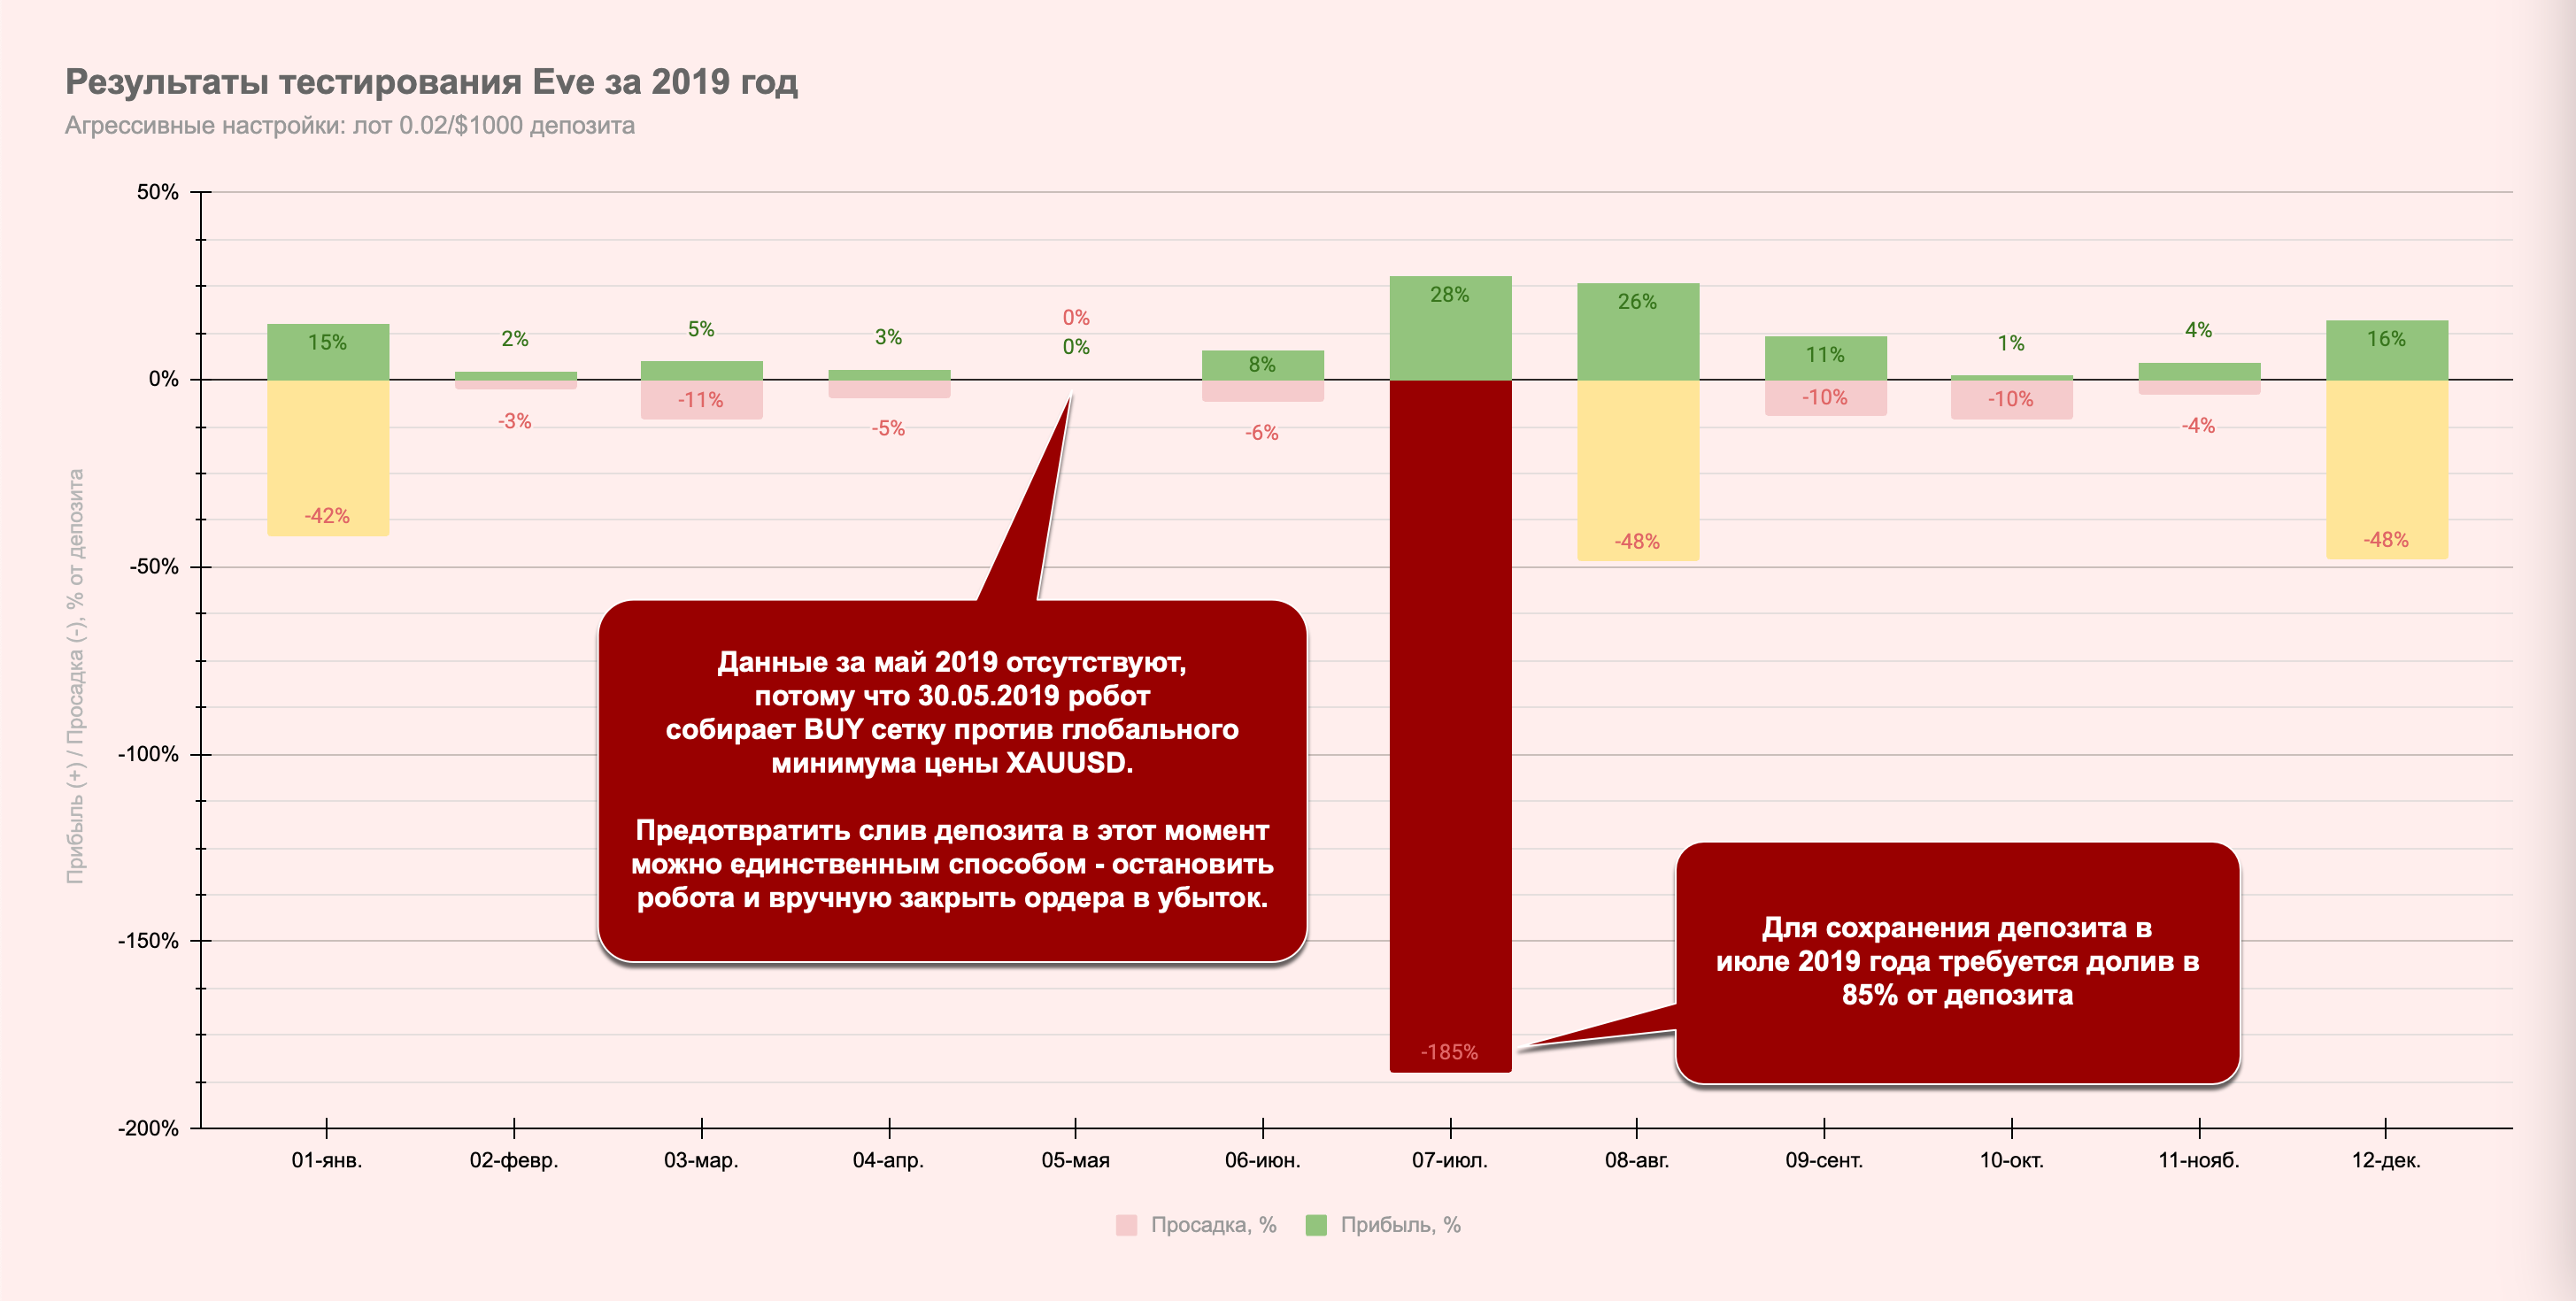 Результаты тестирования Eve за 2019 год
Агрессивные настройки: лот 0.02/$1000 депозита
Прибыль (+) / Просадка (-), % от депозита
50%
0%
-50%
-100%
-150%
-200%
15%
-42%
2%
-3%
5%
-11%
3%
-5%
0%
0%
8%
-6%
28%
-185%
26%
-48%
11%
-10%
1%
-10%
4%
-4%
16%
-48%
Данные за май 2019 отсутствуют,
потому что 30.05.2019 робот
собирает BUY сетку против глобального
минимума цены XAUUSD.
Предотвратить слив депозита в этот момент
можно единственным способом - остановить
робота и вручную закрыть ордера в убыток.
Для сохранения депозита в
июле 2019 года требуется долив в
85% от депозита
01-янв.
02-февр.
03-мар.
04-апр.
05-мая
06-июн.
07-июл.
08-авг.
09-сент.
10-окт.
11-нояб.
12-дек.
Просадка, %
Прибыль, %